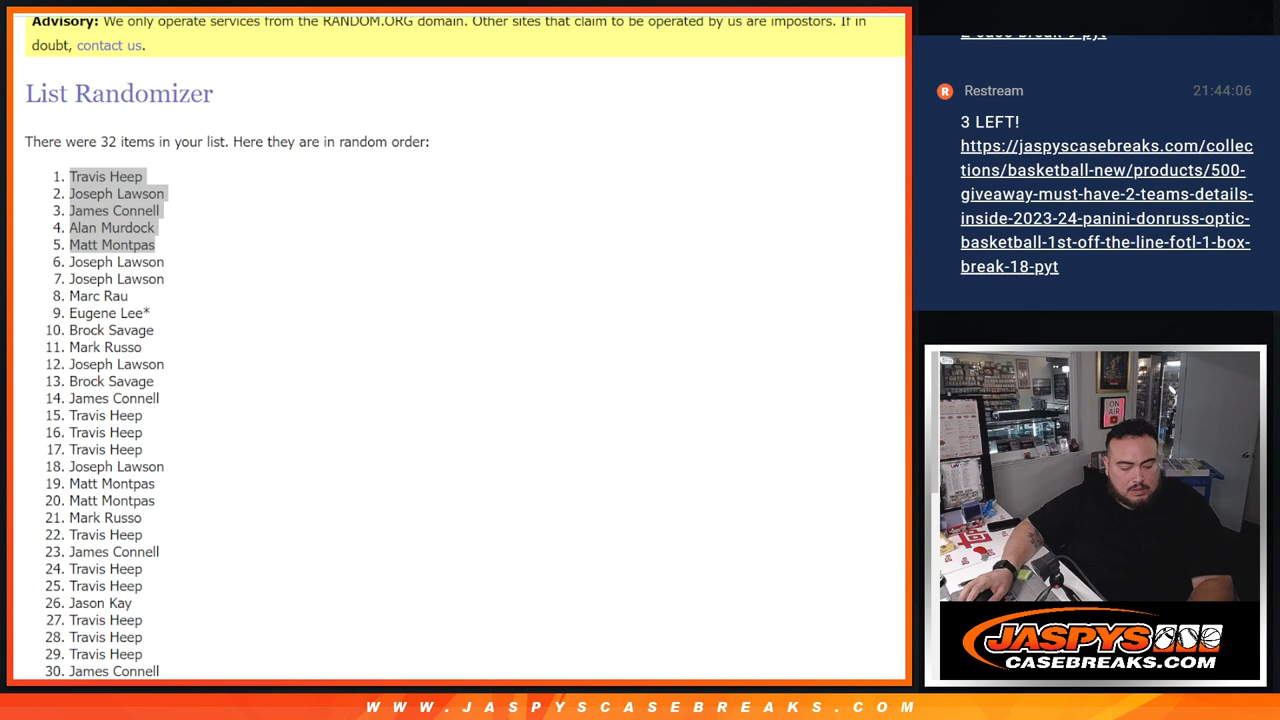 Advisory: We only operate services from the RANDOM.ORG domain. Other sites that claim to be operated by us are impostors. If in
doubt, contact us.
List Randomizer
There were 32 items in your list. Here they are in random order:
1. Travis Heep
2. Joseph Lawson
3. James Connell
4. Alan Murdock
5. Matt Montpas
6. Joseph Lawson
7. Joseph Lawson
8. Marc Rau
9. Eugene Lee*
10. Brock Savage
11. Mark Russo
12. Joseph Lawson
13. Brock Savage
14. James Connell
15. Travis Heep
16. Travis Heep
17. Travis Heep
18. Joseph Lawson
19. Matt Montpas
20. Matt Montpas
21. Mark Russo
22. Travis Heep
23. James Connell
24. Travis Heep
25. Travis Heep
26. Jason Kay
27. Travis Heep
28. Travis Heep
29. Travis Heep
30. James Connell
2-case-break-9-pyt
R Restream 21:44:06
3 LEFT!
https://jaspyscasebreaks.com/collec
tions/basketball-new/products/500-
giveaway-must-have-2-teams-details-
inside-2023-24-panini-donruss-optic-
basketball-1st-off-the-line-fotl-1-box-
break-18-pyt
ON
AIR
JASPYS
CASEBREAKS.COM
WWW.JASPYSCASEBREAKS.COM